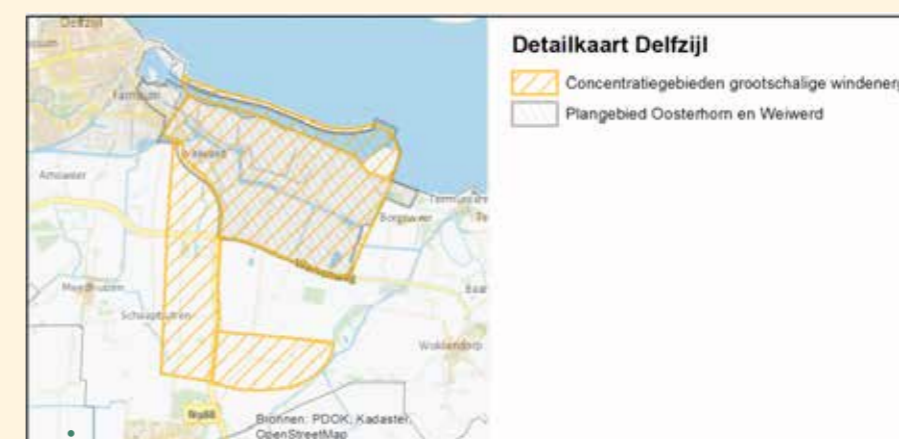 Delfzijl
Detailkaart Delfzijl
Concentratiegebieden grootschalige windenerg
Plangebied Oosterhorn en Weiwerd
Farmsum
Weiwerd
Amsweer
Borgsweer
Meedhuizen
Schaapbulten
Woldendorp
Bronnen: PDOK, Kadaster,
OpenStreetMap